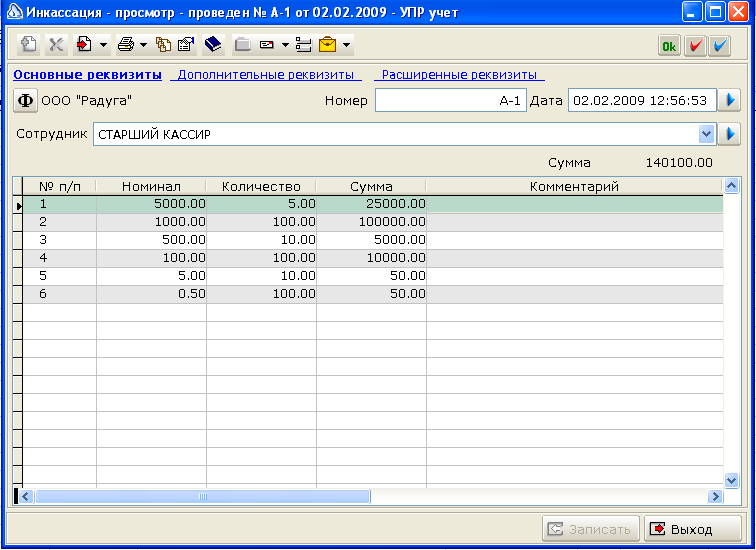 Инкассация - просмотр - проведен № А-1 от 02.02.2009 - УПР учет
Ok
Основные реквизиты Дополнительные реквизиты Расширенные реквизиты
Ф ООО "Радуга" Номер А-1 Дата 02.02.2009 12:56:53
Сотрудник СТАРШИЙ КАССИР
Сумма 140100.00
№ п/п Номинал Количество Сумма Комментарий
1 5000.00 5.00 25000.00
2 1000.00 100.00 100000.00
3 500.00 10.00 5000.00
4 100.00 100.00 10000.00
5 5.00 10.00 50.00
6 0.50 100.00 50.00
Записать Выход